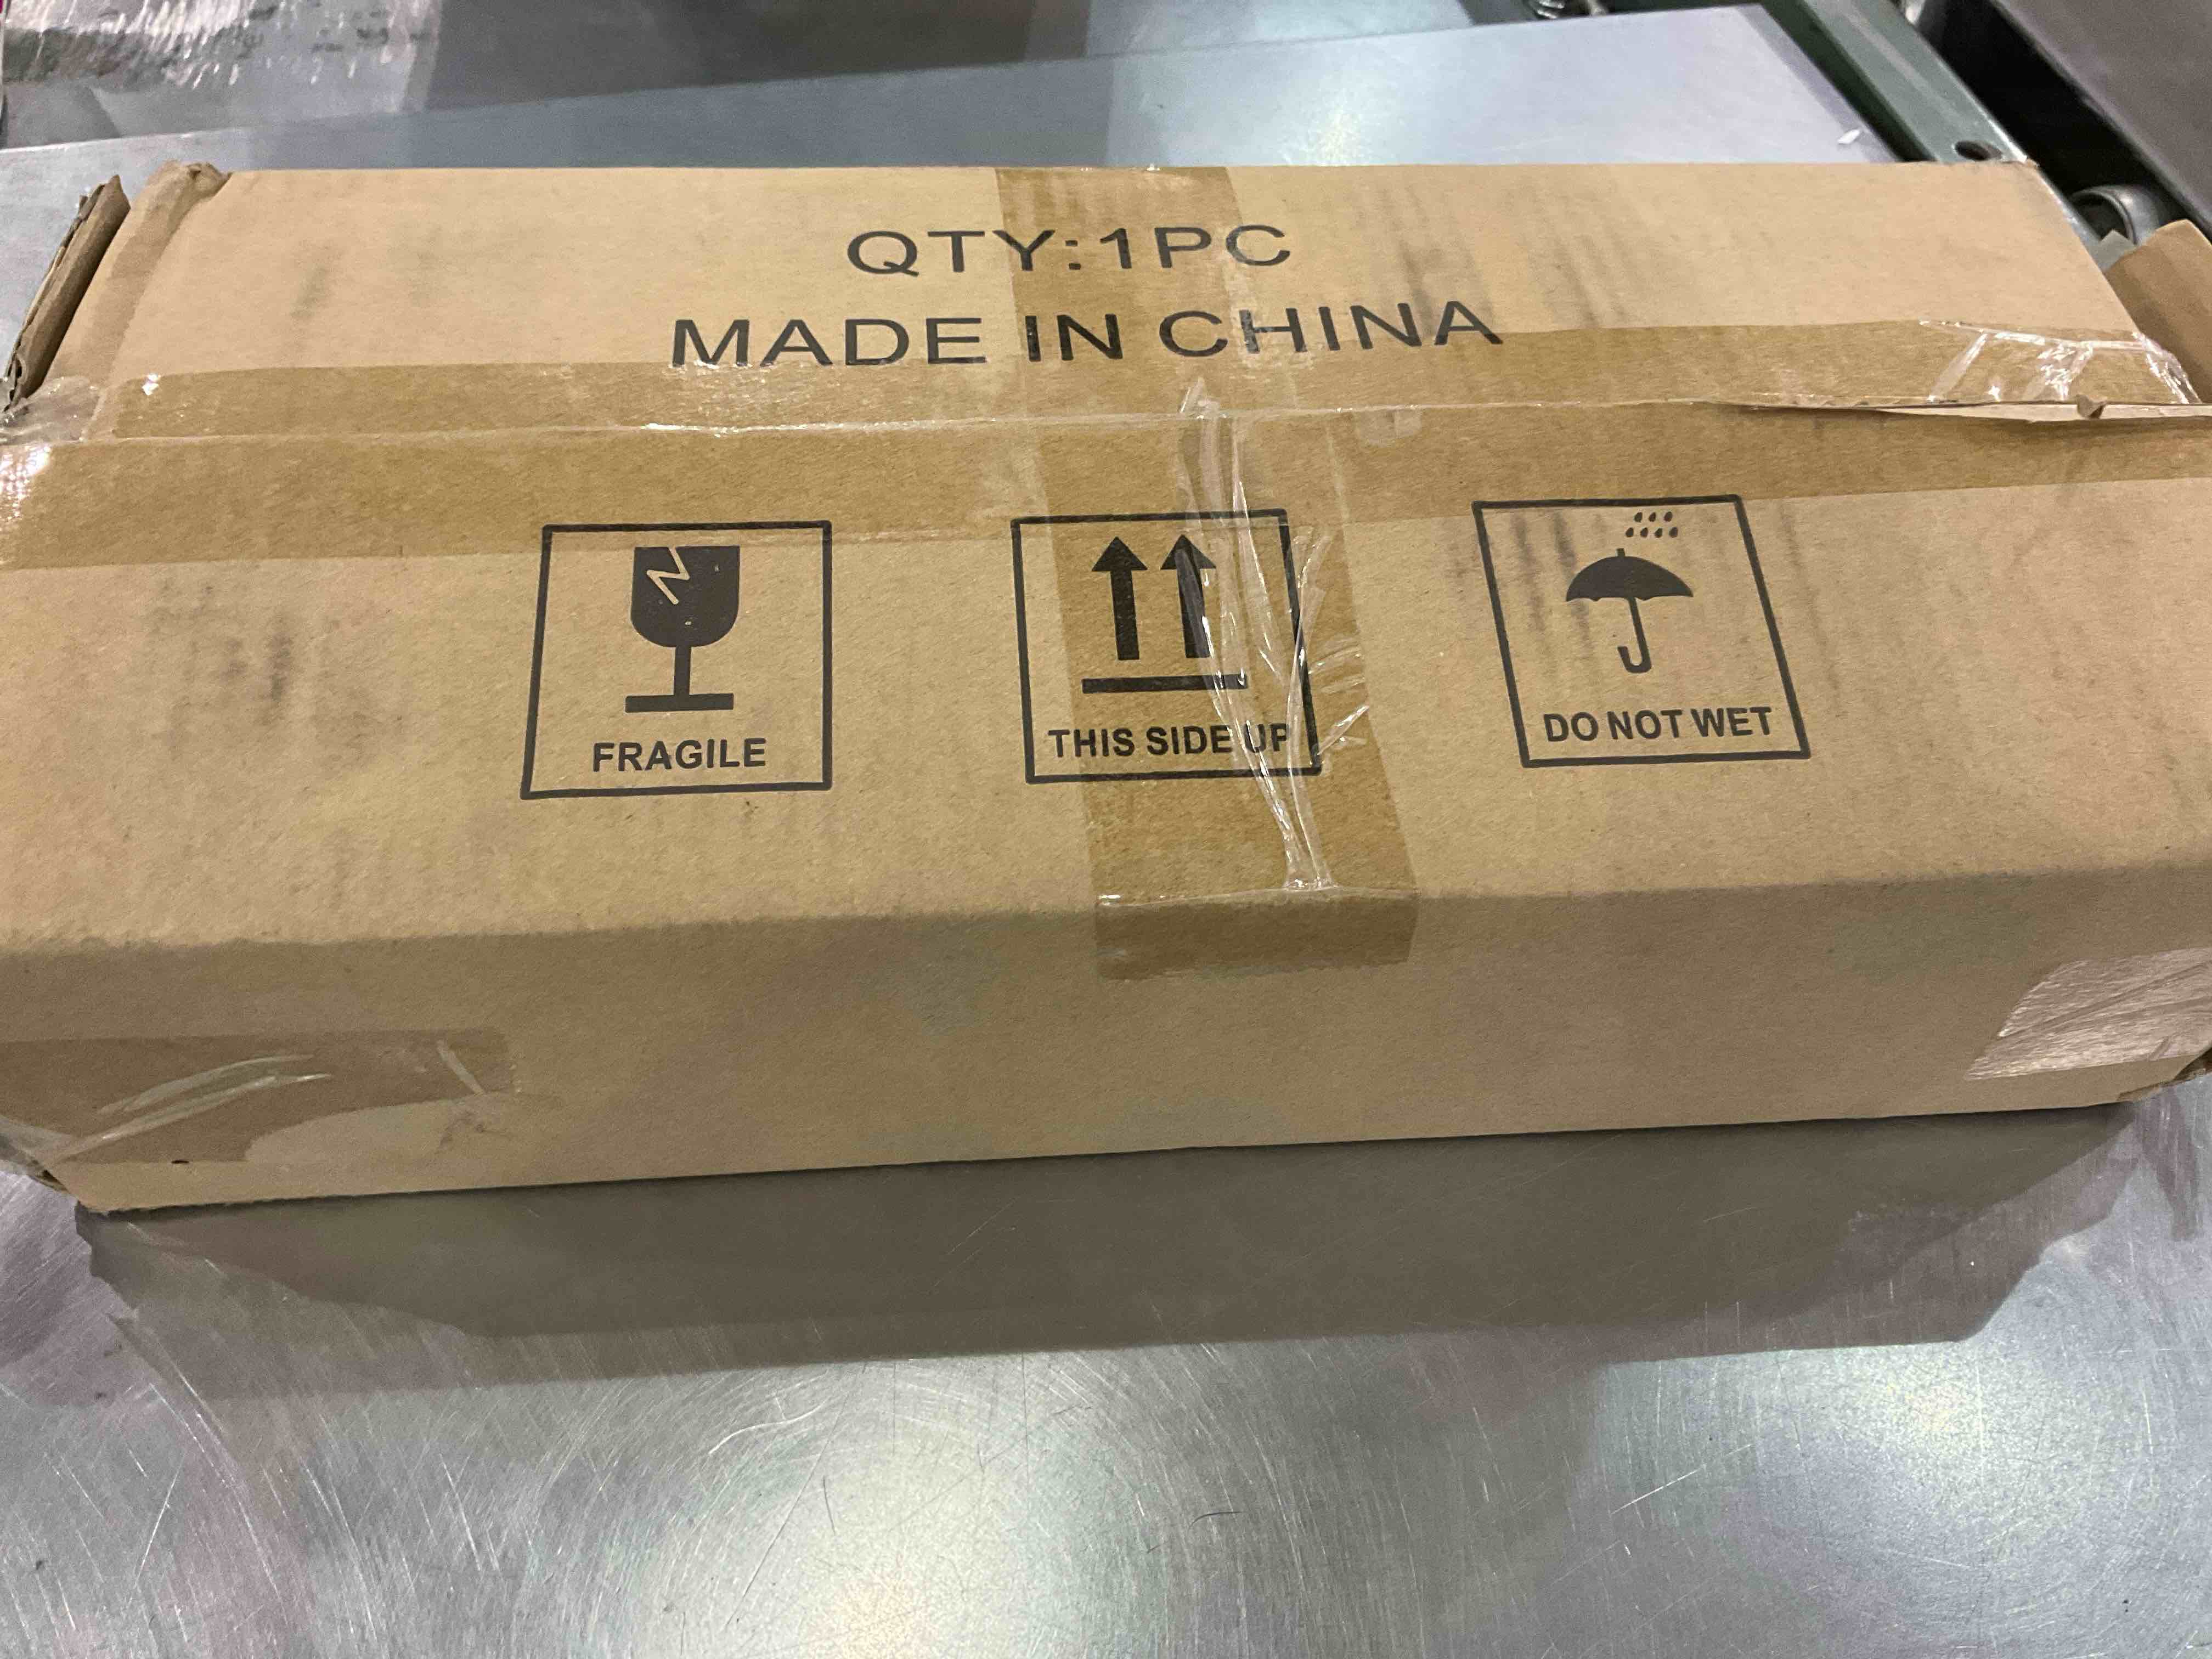 QTY:1PC
MADE IN CHINA
FRAGILE
THIS SIDE UP
DO NOT WET